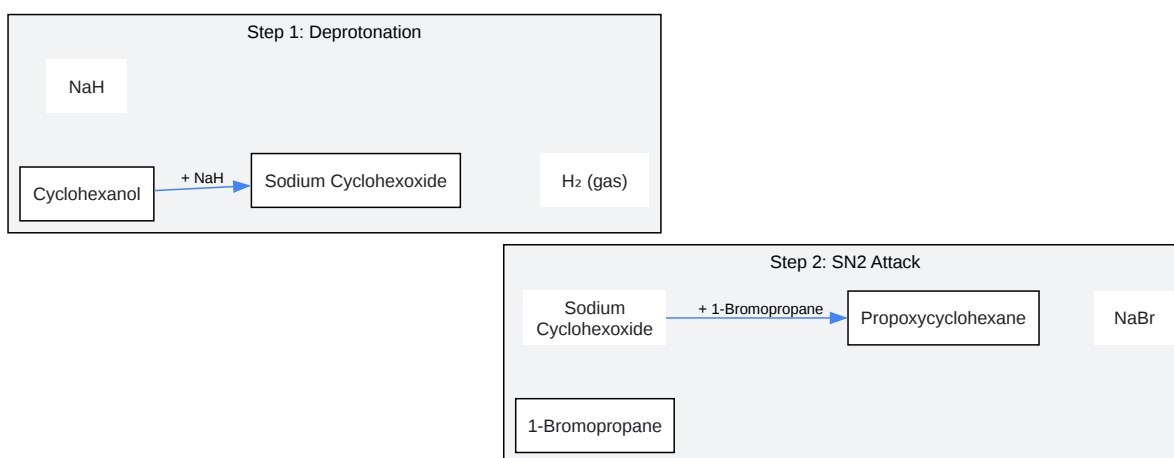 Step 1: Deprotonation
NaH
Cyclohexanol
+ NaH
Sodium Cyclohexoxide
H₂ (gas)
Step 2: SN2 Attack
Sodium
Cyclohexoxide
+ 1-Bromopropane
Propoxycyclohexane
NaBr
1-Bromopropane